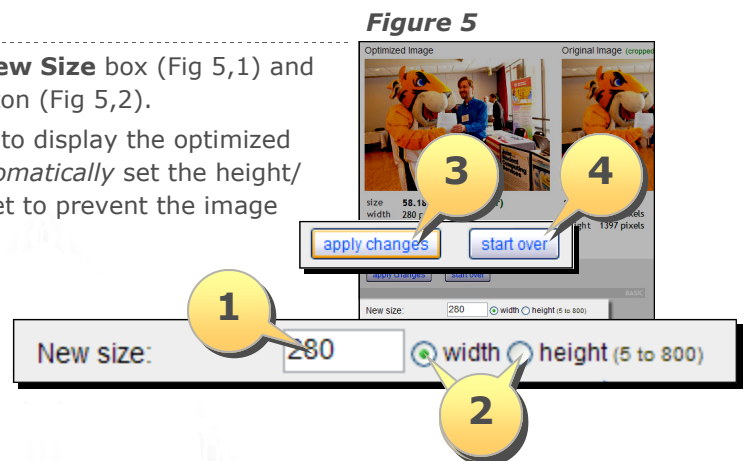 Figure 5
ew Size box (Fig 5,1) and
ton (Fig 5,2).
to display the optimized
omatically set the height/
et to prevent the image
Optimized Image
Original Image (cropped
3
4
size 58.18
width 280 p
1397 pixels
apply changes
start over
apply changes
start over
BASIC
New size: 280 width height (5 to 800)
1
New size: 280 width height (5 to 800)
2